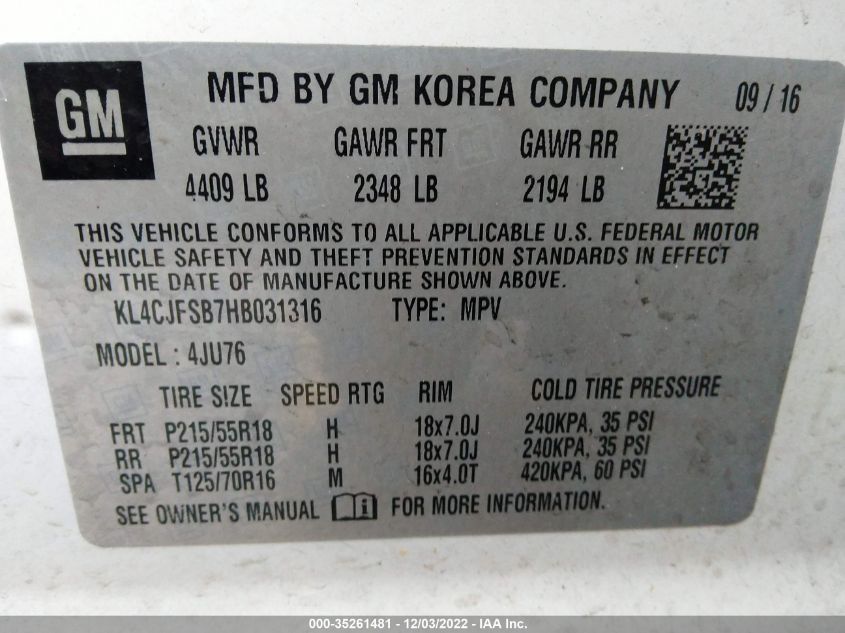 GM MFD BY GM KOREA COMPANY 09/16
GVWR GAWR FRT GAWR RR
4409 LB 2348 LB 2194 LB
THIS VEHICLE CONFORMS TO ALL APPLICABLE U.S. FEDERAL MOTOR
VEHICLE SAFETY AND THEFT PREVENTION STANDARDS IN EFFECT
ON THE DATE OF MANUFACTURE SHOWN ABOVE.
KL4CJFSB7HB031316 TYPE: MPV
MODEL: 4JU76
TIRE SIZE SPEED RTG RIM COLD TIRE PRESSURE
FRT P215/55R18 H 18x7.0J 240KPA, 35 PSI
RR P215/55R18 H 18x7.0J 240KPA, 35 PSI
SPA T125/70R16 M 16x4.0T 420KPA, 60 PSI
SEE OWNER'S MANUAL i FOR MORE INFORMATION.
000-35261481 - 12/03/2022 - IAA Inc.